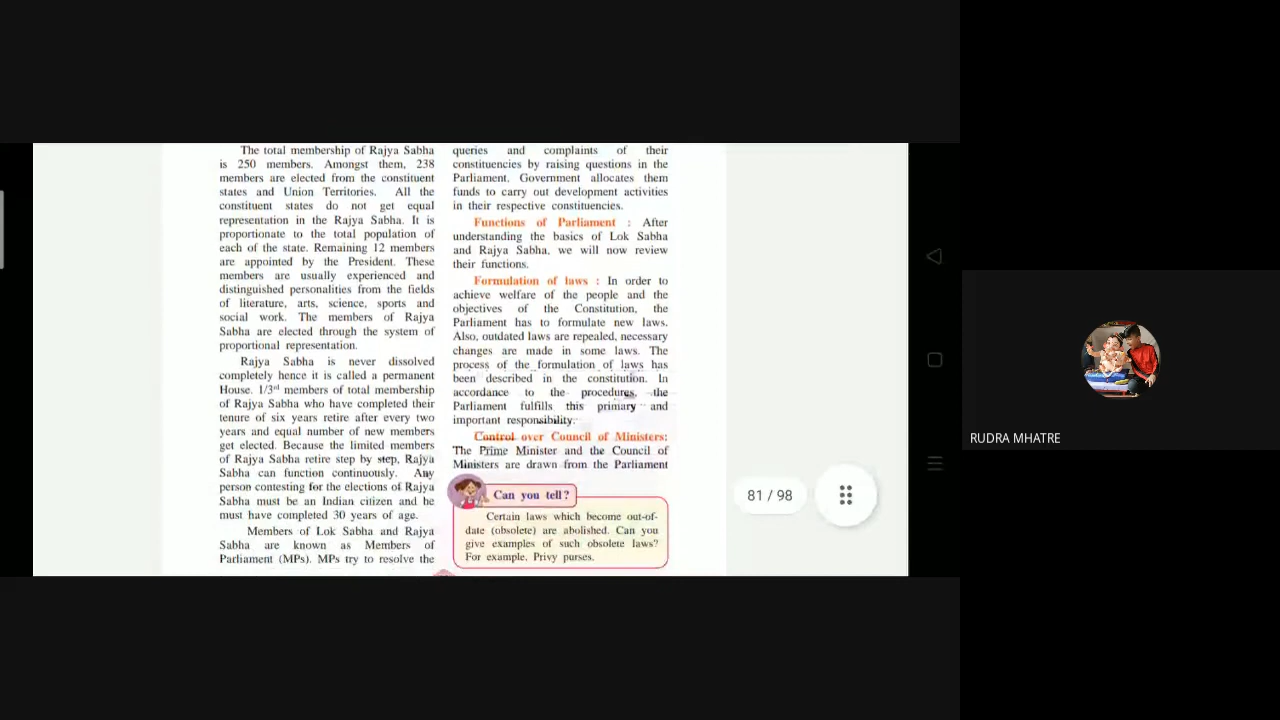 The total membership of Rajya Sabha
is 250 members. Amongst them, 238
members are elected from the constituent
states and Union Territories. All the
constituent states do not get equal
representation in the Rajya Sabha. It is
proportionate to the total population of
each of the state. Remaining 12 members
are appointed by the President. These
members are usually experienced and
distinguished personalities from the fields
of literature, arts, science, sports and
social work. The members of Rajya
Sabha are elected through the system of
proportional representation.
Rajya Sabha is never dissolved
completely hence it is called a permanent
House. 1/3rd members of total membership
of Rajya Sabha who have completed their
tenure of six years retire after every two
years and equal number of new members
get elected. Because the limited members
of Rajya Sabha retire step by step, Rajya
Sabha can function continuously. Any
person contesting for the elections of Rajya
Sabha must be an Indian citizen and he
must have completed 30 years of age.
Members of Lok Sabha and Rajya
Sabha are known as Members of
Parliament (MPs). MPs try to resolve the
queries and complaints of their
constituencies by raising questions in the
Parliament. Government allocates them
funds to carry out development activities
in their respective constituencies.
Functions of Parliament : After
understanding the basics of Lok Sabha
and Rajya Sabha, we will now review
their functions.
Formulation of laws : In order to
achieve welfare of the people and the
objectives of the Constitution, the
Parliament has to formulate new laws.
Also, outdated laws are repealed, necessary
changes are made in some laws. The
process of the formulation of laws has
been described in the constitution. In
accordance to the procedures, the
Parliament fulfills this primary and
important responsibility.
Control over Council of Ministers:
The Prime Minister and the Council of
Ministers are drawn from the Parliament
Can you tell?
Certain laws which become out-of-
date (obsolete) are abolished. Can you
give examples of such obsolete laws?
For example, Privy purses.
81 / 98
RUDRA MHATRE